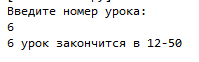 Введите номер урока:
6
6 урок закончится в 12-50